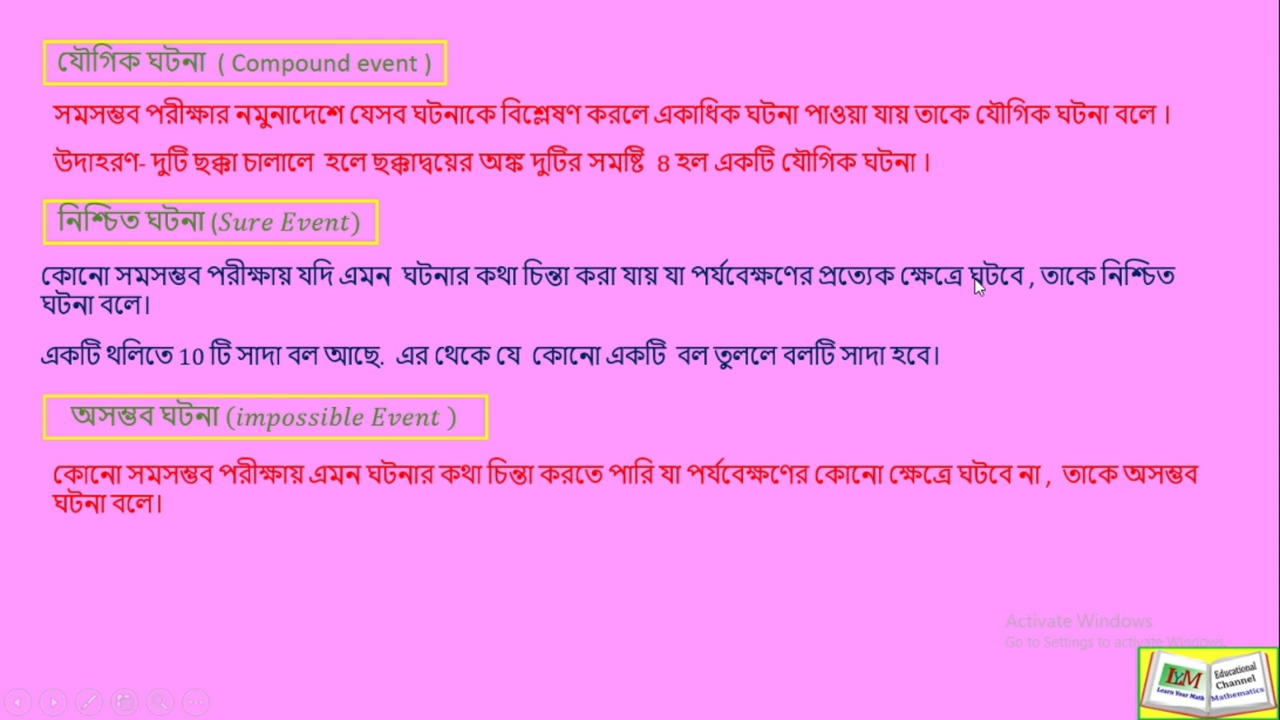 যৌগিক ঘটনা ( Compound event )
সমসম্ভব পরীক্ষার নমুনাদেশে যেসব ঘটনাকে বিশ্লেষণ করলে একাধিক ঘটনা পাওয়া যায় তাকে যৌগিক ঘটনা বলে ।
উদাহরণ- দুটি ছক্কা চালালে হলে ছক্কাদ্বয়ের অঙ্ক দুটির সমষ্টি 8 হল একটি যৌগিক ঘটনা ।
নিশ্চিত ঘটনা (Sure Event)
কোনো সমসম্ভব পরীক্ষায় যদি এমন ঘটনার কথা চিন্তা করা যায় যা পর্যবেক্ষণের প্রত্যেক ক্ষেত্রে ঘটবে , তাকে নিশ্চিত
ঘটনা বলে।
একটি থলিতে 10 টি সাদা বল আছে. এর থেকে যে কোনো একটি বল তুললে বলটি সাদা হবে।
অসম্ভব ঘটনা (impossible Event )
কোনো সমসম্ভব পরীক্ষায় এমন ঘটনার কথা চিন্তা করতে পারি যা পর্যবেক্ষণের কোনো ক্ষেত্রে ঘটবে না , তাকে অসম্ভব
ঘটনা বলে।
Activate Windows
Go to Settings to activate Windows.
LYM
Learn Your Math
Educational
Channel
Mathematics